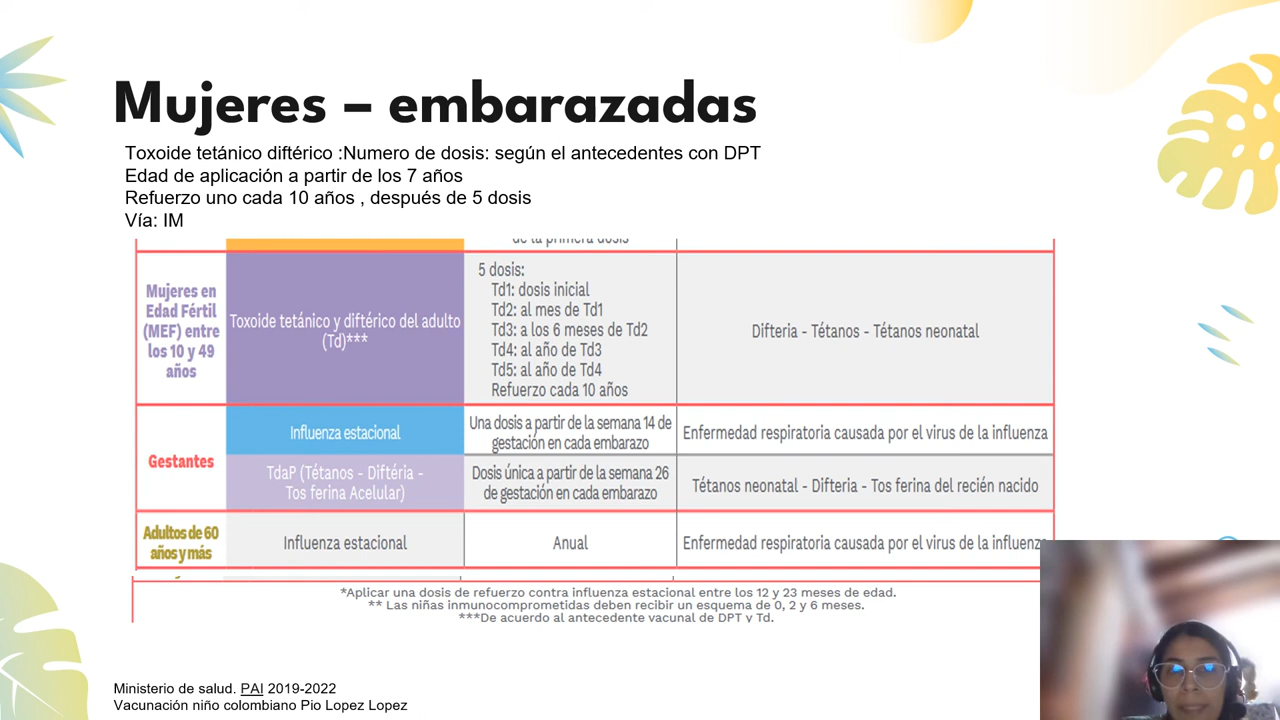 Mujeres – embarazadas
Toxoide tetánico diftérico :Numero de dosis: según el antecedentes con DPT
Edad de aplicación a partir de los 7 años
Refuerzo uno cada 10 años , después de 5 dosis
Vía: IM
de la primera dosis
Mujeres en
Edad Fértil
(MEF) entre
los 10 y 49
años
Toxoide tetánico y diftérico del adulto
(Td)***
5 dosis:
Td1: dosis inicial
Td2: al mes de Td1
Td3: a los 6 meses de Td2
Td4: al año de Td3
Td5: al año de Td4
Refuerzo cada 10 años
Difteria - Tétanos - Tétanos neonatal
Gestantes
Influenza estacional
Una dosis a partir de la semana 14 de
gestación en cada embarazo
Enfermedad respiratoria causada por el virus de la influenza
TdaP (Tétanos - Diftéria -
Tos ferina Acelular)
Dosis única a partir de la semana 26
de gestación en cada embarazo
Tétanos neonatal - Difteria - Tos ferina del recién nacido
Adultos de 60
años y más
Influenza estacional
Anual
Enfermedad respiratoria causada por el virus de la influenza
*Aplicar una dosis de refuerzo contra influenza estacional entre los 12 y 23 meses de edad.
** Las niñas inmunocomprometidas deben recibir un esquema de 0, 2 y 6 meses.
***De acuerdo al antecedente vacunal de DPT y Td.
Ministerio de salud. PAI 2019-2022
Vacunación niño colombiano Pio Lopez Lopez